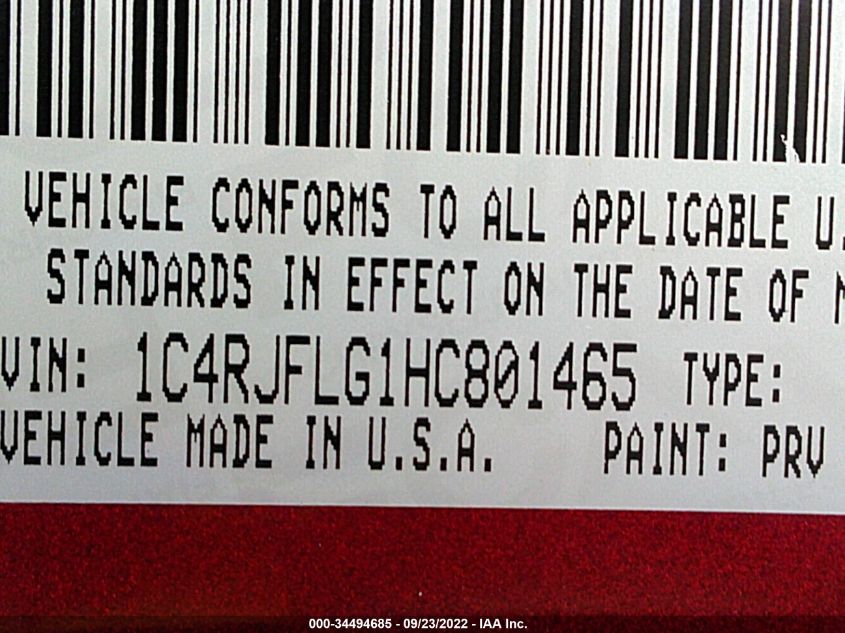 VEHICLE CONFORMS TO ALL APPLICABLE U.
STANDARDS IN EFFECT ON THE DATE OF
VIN: 1C4RJFLG1HC801465 TYPE:
VEHICLE MADE IN U.S.A. PAINT: PRV
000-34494685 - 09/23/2022 - IAA Inc.